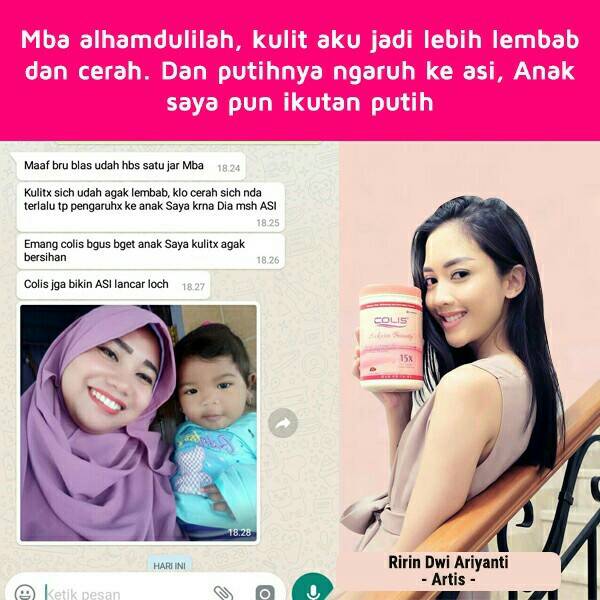 Mba alhamdulilah, kulit aku jadi lebih lembab
dan cerah. Dan putihnya ngaruh ke asi, Anak
saya pun ikutan putih
Maaf bru blas udah hbs satu jar Mba
18.24
Kulitx sich udah agak lembab, klo cerah sich nda
terlalu tp pengaruhx ke anak Saya krna Dia msh ASI
18.25
Emang colis bgus bget anak Saya kulitx agak
bersihan
18.26
Colis jga bikin ASI lancar loch
18.27
18.28
HARI INI
Ketik pesan
COLIS
15X
Ririn Dwi Ariyanti
- Artis -